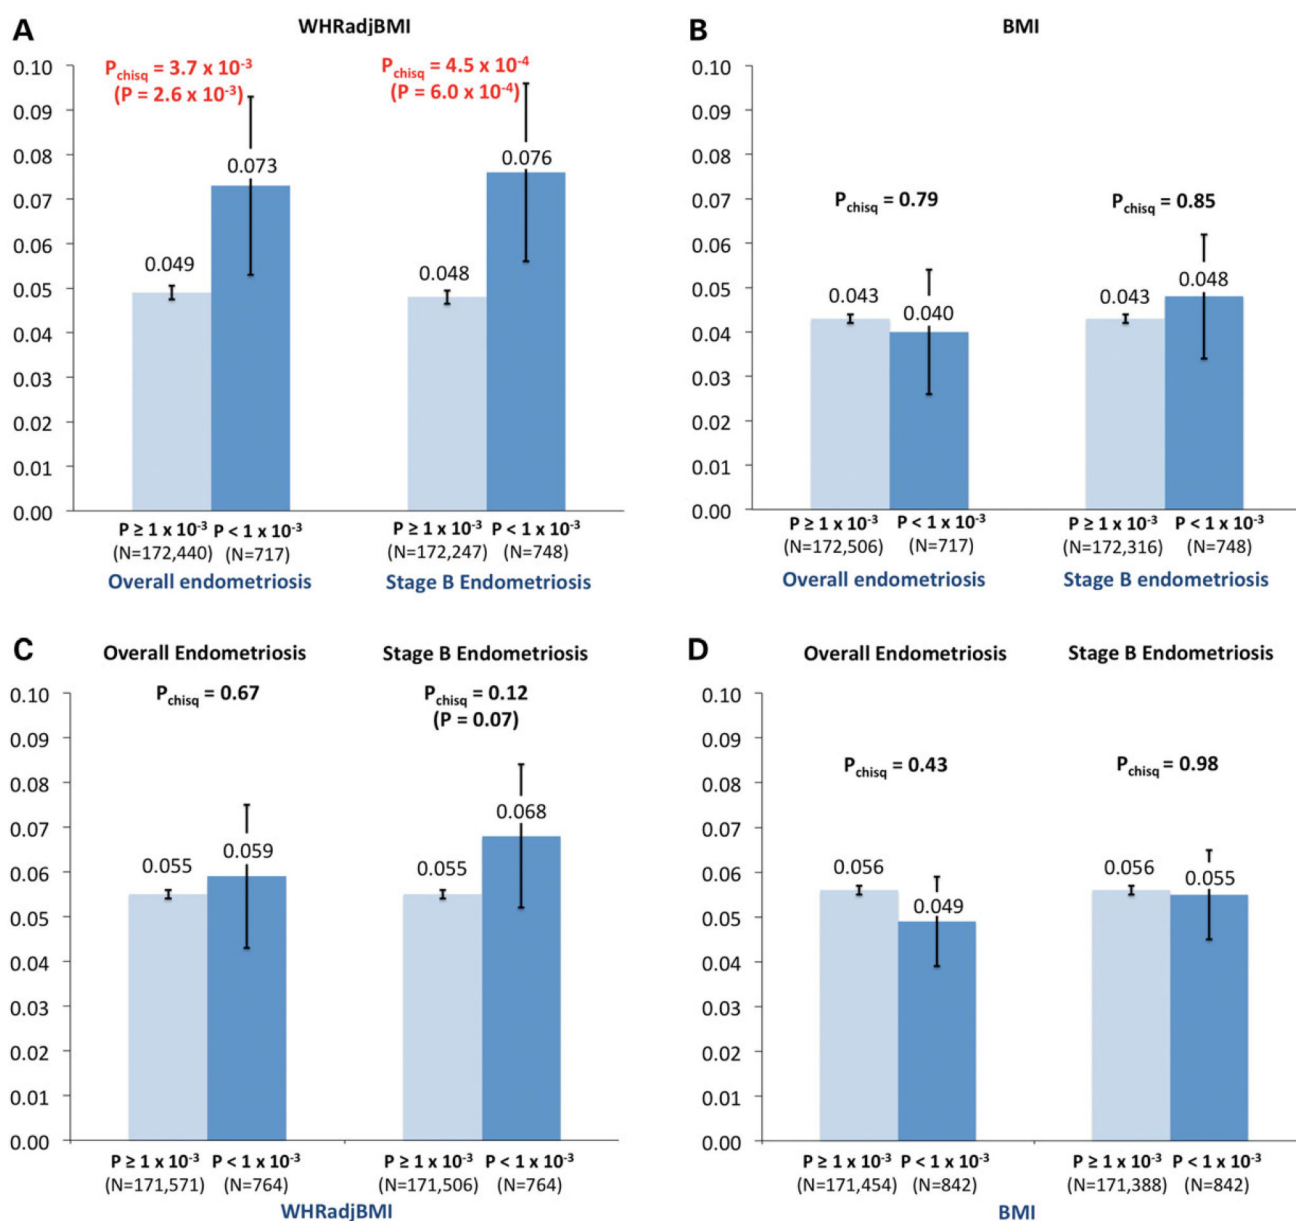 A
WHRadjBMI
P_chisq = 3.7 x 10⁻³
(P = 2.6 x 10⁻³)
P_chisq = 4.5 x 10⁻⁴
(P = 6.0 x 10⁻⁴)
0.10
0.09
0.08
0.07
0.06
0.05
0.04
0.03
0.02
0.01
0.00
0.049
0.073
0.048
0.076
P ≥ 1 x 10⁻³ P < 1 x 10⁻³
(N=172,440) (N=717)
Overall endometriosis
P ≥ 1 x 10⁻³ P < 1 x 10⁻³
(N=172,247) (N=748)
Stage B Endometriosis
B
BMI
P_chisq = 0.79
P_chisq = 0.85
0.10
0.09
0.08
0.07
0.06
0.05
0.04
0.03
0.02
0.01
0.00
0.043
0.040
0.043
0.048
P ≥ 1 x 10⁻³ P < 1 x 10⁻³
(N=172,506) (N=717)
Overall endometriosis
P ≥ 1 x 10⁻³ P < 1 x 10⁻³
(N=172,316) (N=748)
Stage B endometriosis
C
Overall Endometriosis
Stage B Endometriosis
P_chisq = 0.67
P_chisq = 0.12
(P = 0.07)
0.10
0.09
0.08
0.07
0.06
0.05
0.04
0.03
0.02
0.01
0.00
0.055
0.059
0.055
0.068
P ≥ 1 x 10⁻³ P < 1 x 10⁻³
(N=171,571) (N=764)
P ≥ 1 x 10⁻³ P < 1 x 10⁻³
(N=171,506) (N=764)
WHRadjBMI
D
Overall Endometriosis
Stage B Endometriosis
P_chisq = 0.43
P_chisq = 0.98
0.10
0.09
0.08
0.07
0.06
0.05
0.04
0.03
0.02
0.01
0.00
0.056
0.049
0.056
0.055
P ≥ 1 x 10⁻³ P < 1 x 10⁻³
(N=171,454) (N=842)
P ≥ 1 x 10⁻³ P < 1 x 10⁻³
(N=171,388) (N=842)
BMI